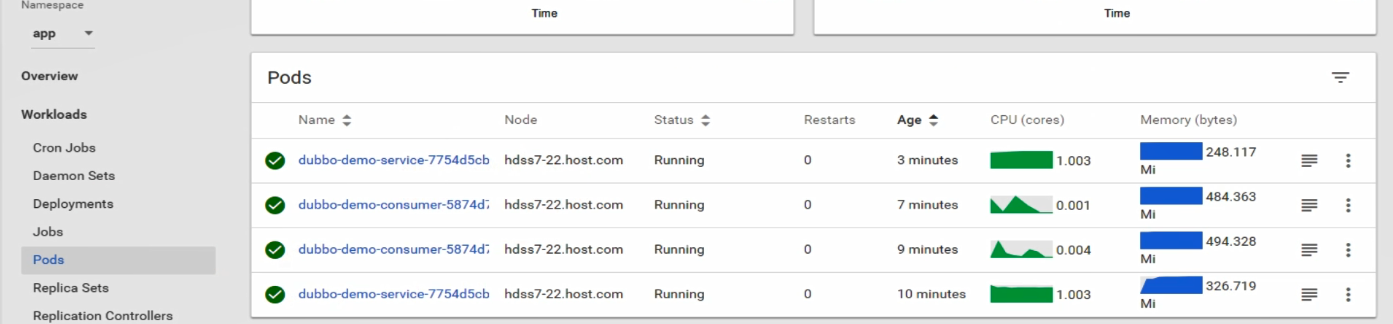 Namespace
app
Overview
Workloads
Cron Jobs
Daemon Sets
Deployments
Jobs
Pods
Replica Sets
Replication Controllers
Time Time
Pods
Name Node Status Restarts Age CPU (cores) Memory (bytes)
dubbo-demo-service-7754d5cb hdss7-22.host.com Running 0 3 minutes 1.003 248.117
Mi
dubbo-demo-consumer-5874d7 hdss7-22.host.com Running 0 7 minutes 0.001 484.363
Mi
dubbo-demo-consumer-5874d7 hdss7-22.host.com Running 0 9 minutes 0.004 494.328
Mi
dubbo-demo-service-7754d5cb hdss7-22.host.com Running 0 10 minutes 1.003 326.719
Mi